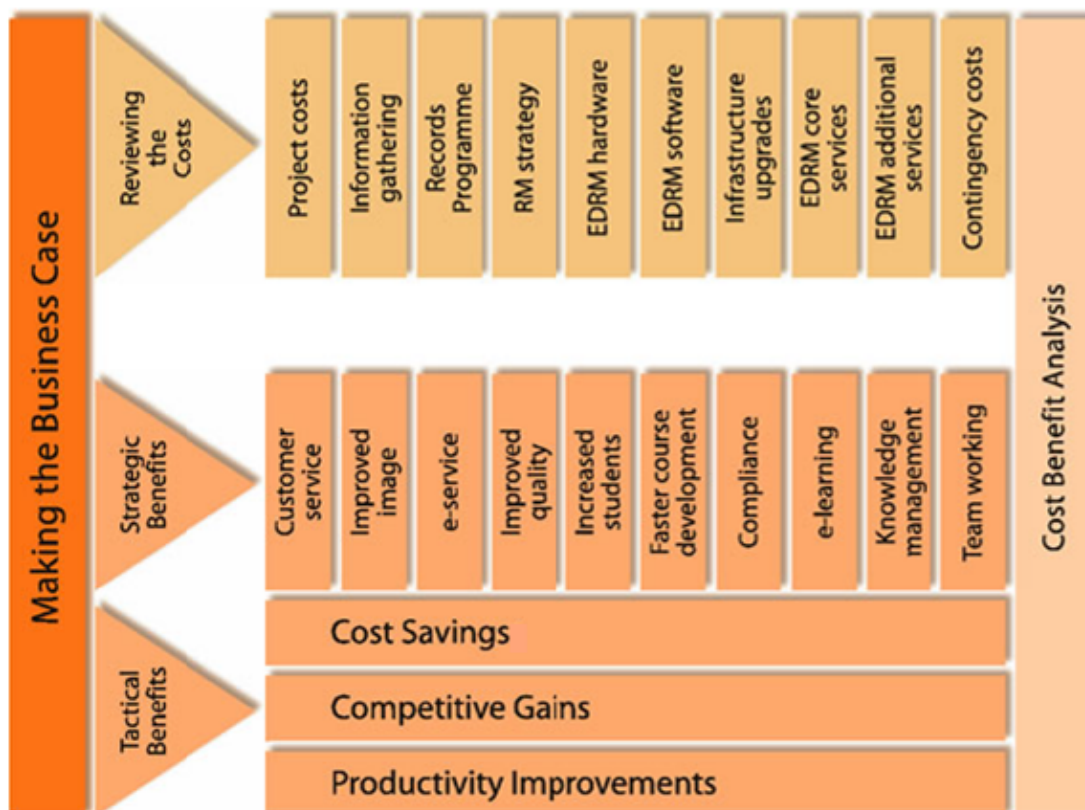 Making the Business Case
Reviewing
the
Costs
Project costs
Information
gathering
Records
Programme
RM strategy
EDRM hardware
EDRM software
Infrastructure
upgrades
EDRM core
services
EDRM additional
services
Contingency costs
Strategic
Benefits
Customer
service
Improved
image
e-service
Improved
quality
Increased
students
Faster course
development
Compliance
e-learning
Knowledge
management
Team working
Tactical
Benefits
Cost Savings
Competitive Gains
Productivity Improvements
Cost Benefit Analysis